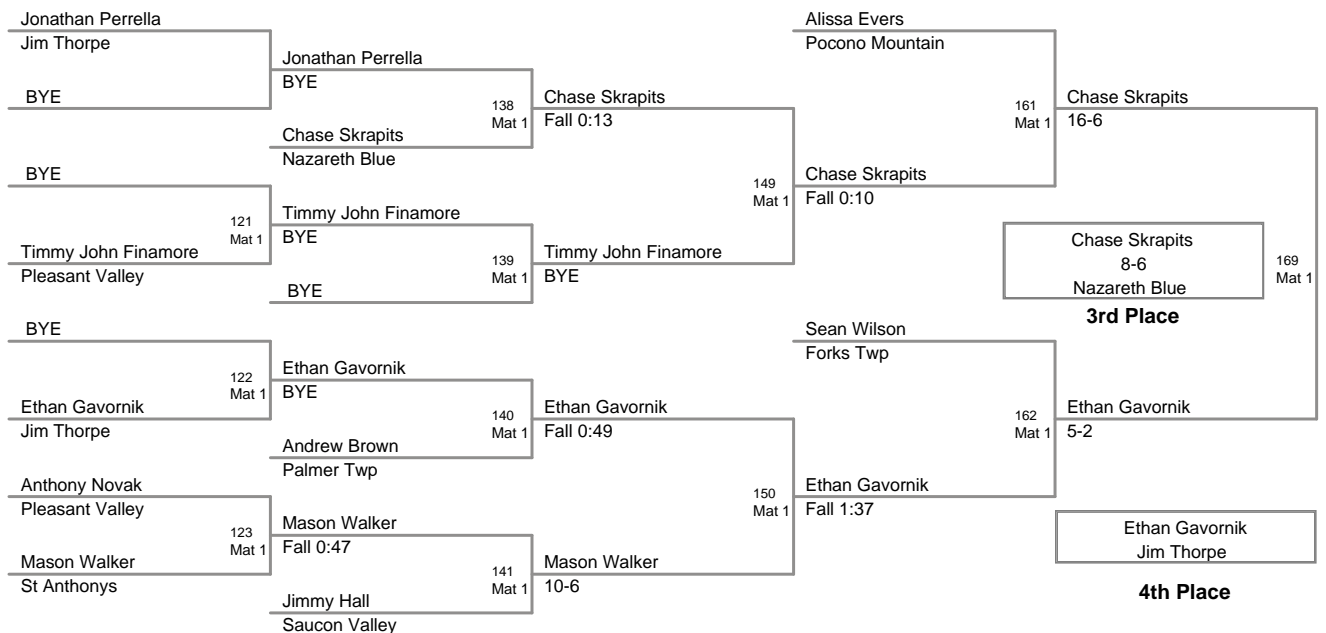 Jonathan Perrella
Jim Thorpe
BYE
BYE
121
Mat 1
Timmy John Finamore
Pleasant Valley
BYE
122
Mat 1
Ethan Gavornik
Jim Thorpe
Anthony Novak
Pleasant Valley
123
Mat 1
Mason Walker
St Anthonys
Jonathan Perrella
BYE
138
Mat 1
Chase Skrapits
Nazareth Blue
Timmy John Finamore
BYE
139
Mat 1
BYE
Ethan Gavornik
BYE
140
Mat 1
Andrew Brown
Palmer Twp
Mason Walker
Fall 0:47
141
Mat 1
Jimmy Hall
Saucon Valley
Chase Skrapits
Fall 0:13
149
Mat 1
Timmy John Finamore
BYE
Ethan Gavornik
Fall 0:49
150
Mat 1
Mason Walker
10-6
Alissa Evers
Pocono Mountain
161
Mat 1
Chase Skrapits
Fall 0:10
Sean Wilson
Forks Twp
162
Mat 1
Ethan Gavornik
Fall 1:37
Chase Skrapits
16-6
169
Mat 1
Ethan Gavornik
5-2
Chase Skrapits
8-6
Nazareth Blue
3rd Place
Ethan Gavornik
Jim Thorpe
4th Place